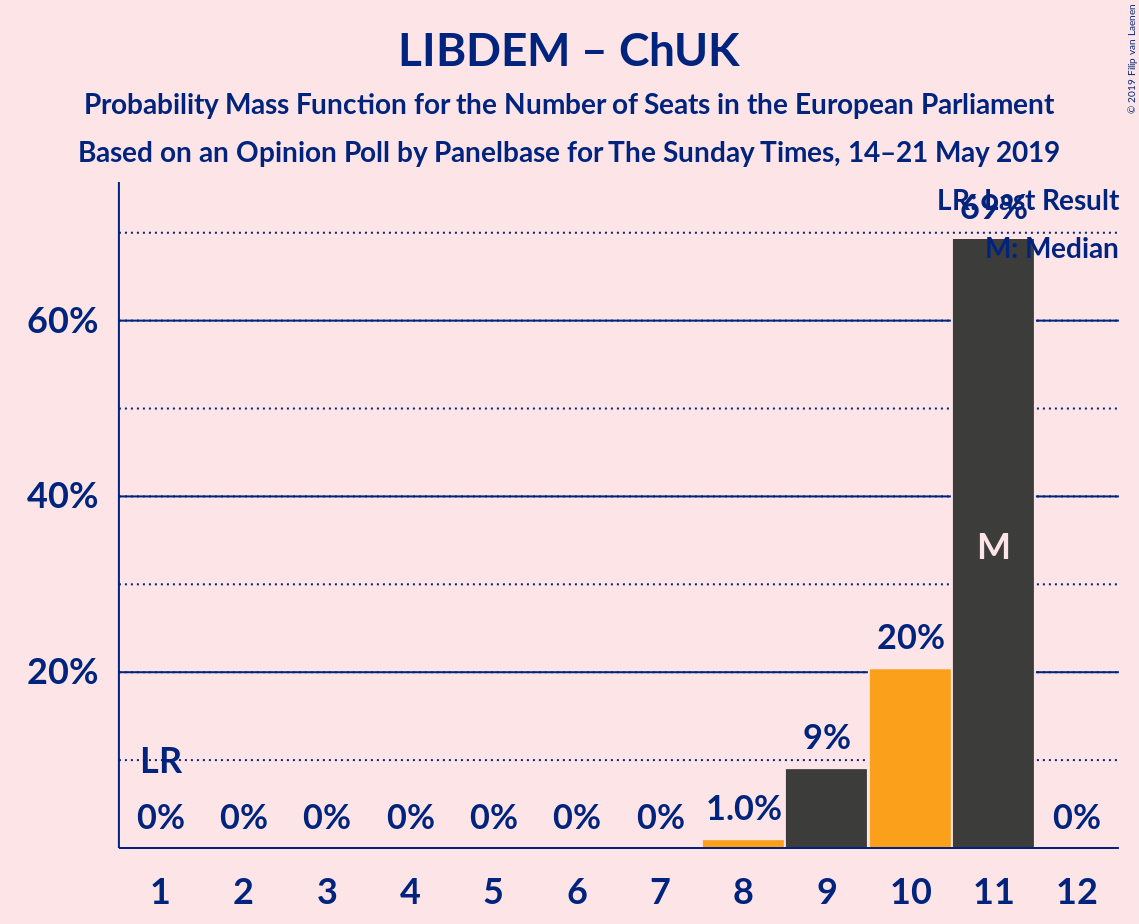 LIBDEM – ChUK
Probability Mass Function for the Number of Seats in the European Parliament
Based on an Opinion Poll by Panelbase for The Sunday Times, 14–21 May 2019
© 2019 Filip van Laenen
LR: Last Result
69%
M: Median
60%
40%
M
20%
20%
9%
LR
1.0%
0% 0% 0% 0% 0% 0% 0% 0%
1 2 3 4 5 6 7 8 9 10 11 12